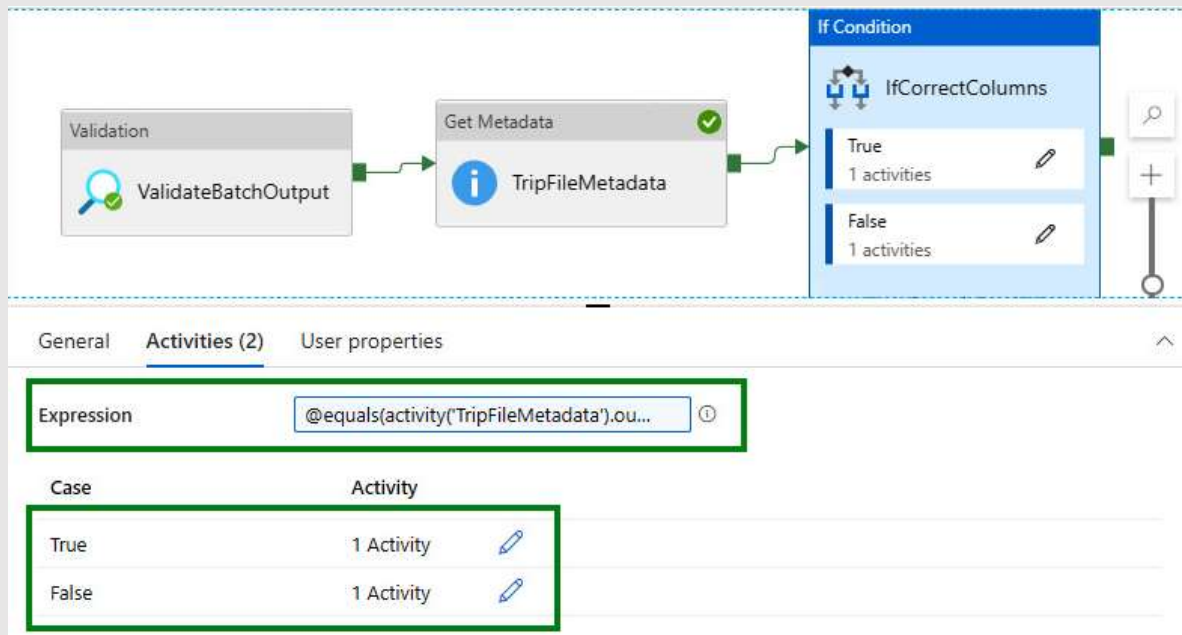 If Condition
IfCorrectColumns
Validation
ValidateBatchOutput
Get Metadata
TripFileMetadata
True
1 activities
False
1 activities
General Activities (2) User properties
Expression @equals(activity('TripFileMetadata').ou...
Case Activity
True 1 Activity
False 1 Activity